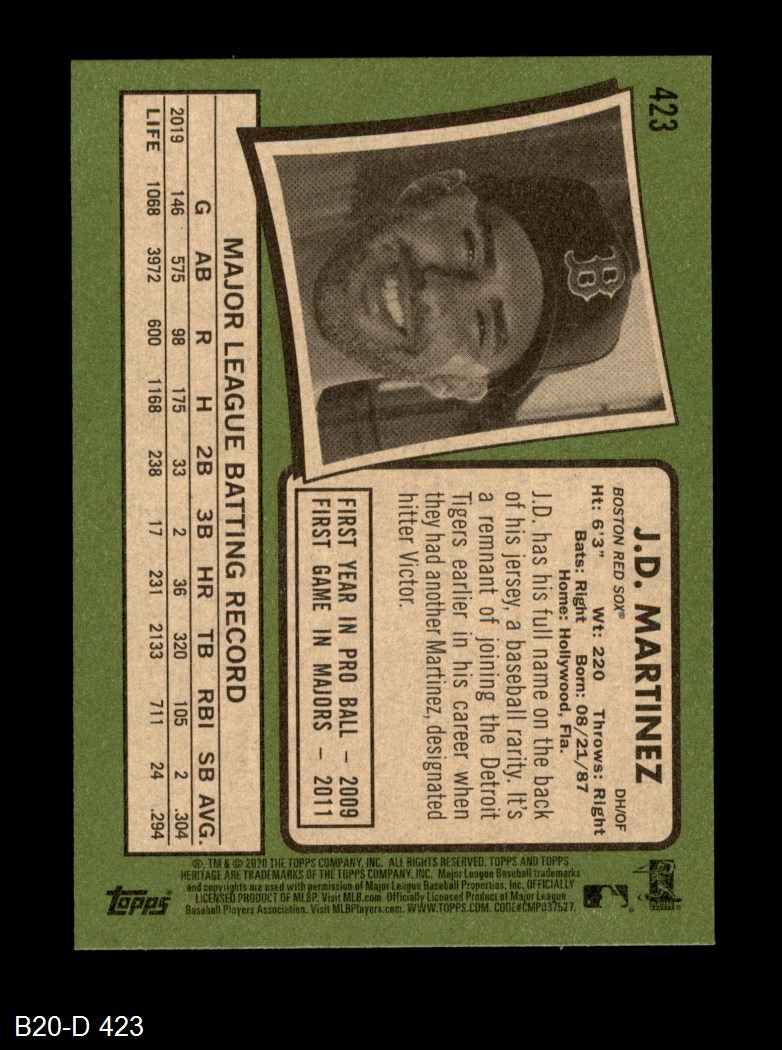 423
J.D. MARTINEZ
DH/OF
BOSTON RED SOX®
Ht: 6'3" Wt: 220 Throws: Right
Bats: Right Born: 08/21/87
Home: Hollywood, Fla.
J.D. has his full name on the back
of his jersey, a baseball rarity. It's
a remnant of joining the Detroit
Tigers earlier in his career when
they had another Martinez, designated
hitter Victor.
FIRST YEAR IN PRO BALL – 2009
FIRST GAME IN MAJORS – 2011
B
MAJOR LEAGUE BATTING RECORD
G AB R H 2B 3B HR TB RBI SB AVG.
2019 146 575 98 175 33 2 36 320 105 2 .304
LIFE 1068 3972 600 1168 238 17 231 2133 711 24 .294
®, TM & © 2020 THE TOPPS COMPANY, INC. ALL RIGHTS RESERVED. TOPPS AND TOPPS
HERITAGE ARE TRADEMARKS OF THE TOPPS COMPANY, INC. Major League Baseball trademarks
and copyrights are used with permission of Major League Baseball Properties, Inc. OFFICIALLY
LICENSED PRODUCT OF MLBP. Visit MLB.com Officially Licensed Product of Major League
Baseball Players Association. Visit MLBPlayers.com. WWW.TOPPS.COM. CODE#CMP037527.
topps®
B20-D 423